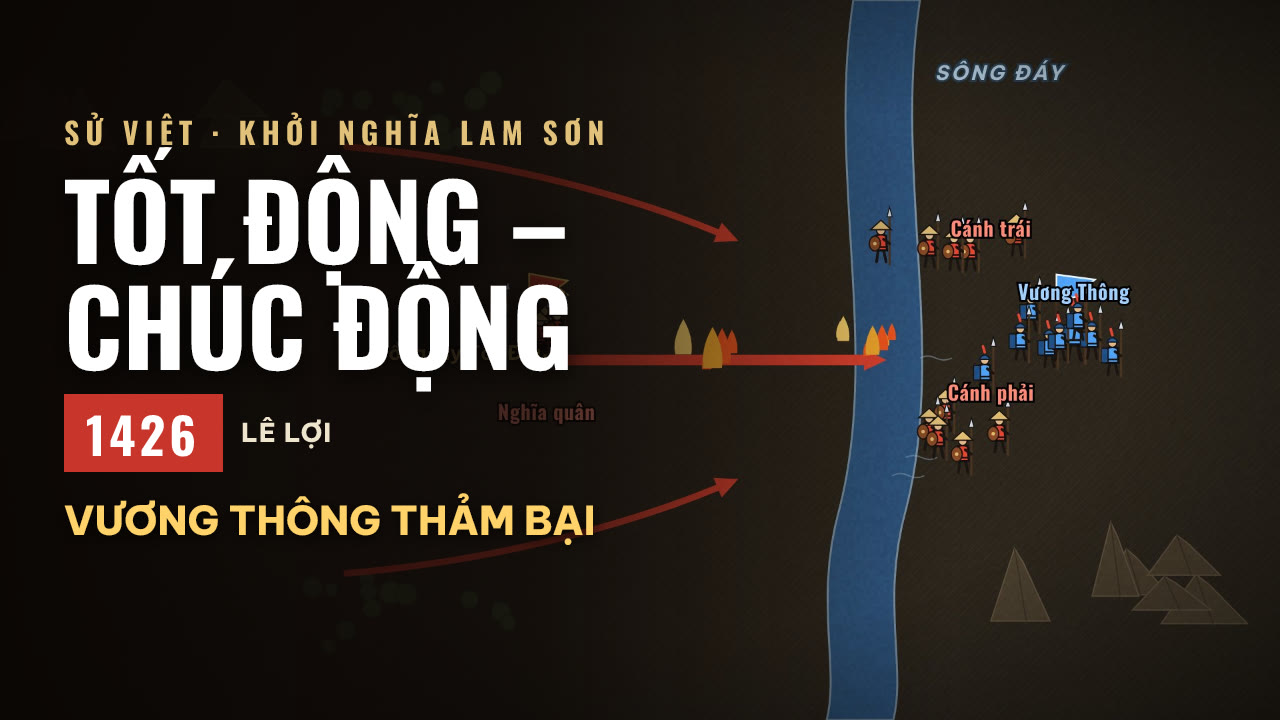 SỬ VIỆT · KHỞI NGHĨA LAM SƠN
TỐT ĐỘNG –
CHÚC ĐỘNG
1426
LÊ LỢI
VƯƠNG THÔNG THẢM BẠI
SÔNG ĐÁY
Cánh trái
Vương Thông
Cánh phải
Nghĩa quân